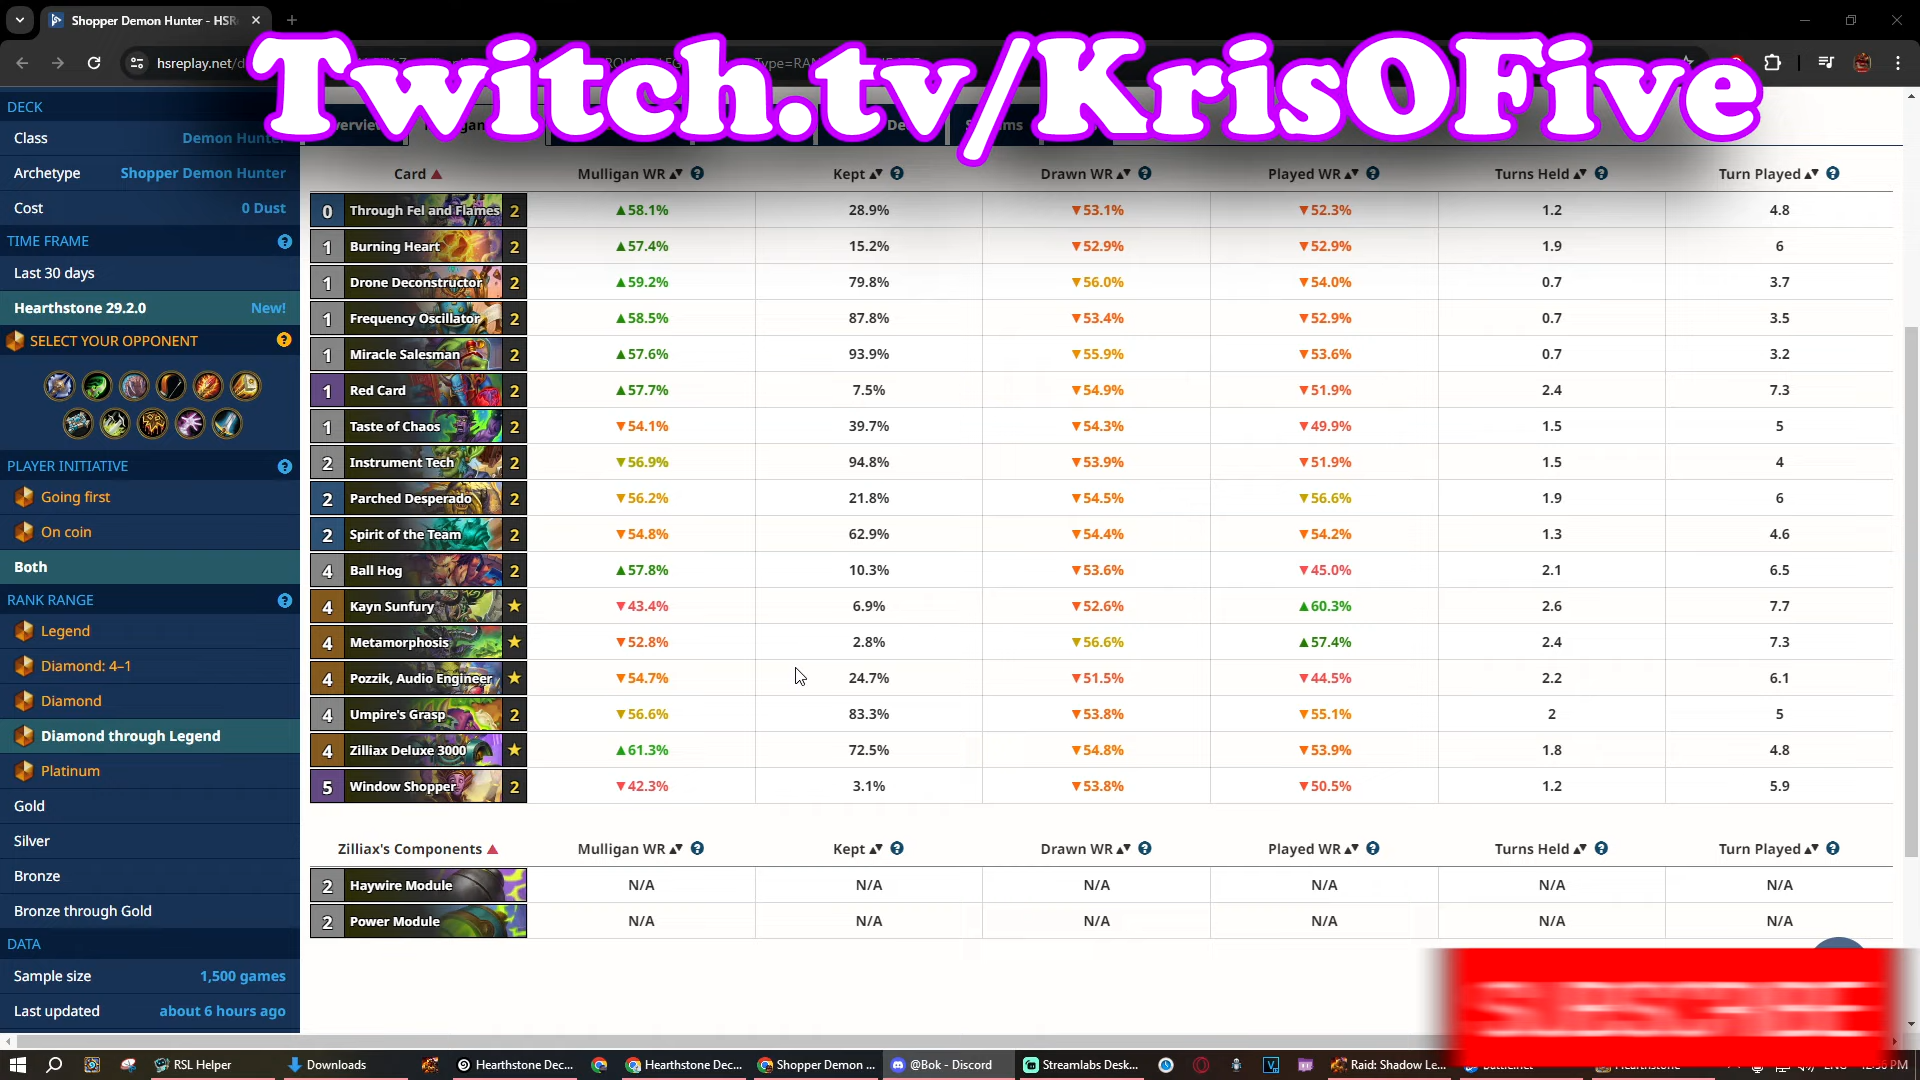 Shopper Demon Hunter - HSR
hsreplay.net/d
Twitch.tv/KrisOFive
DECK
Class Demon Hunter
Archetype Shopper Demon Hunter
Cost 0 Dust
TIME FRAME
Last 30 days
Hearthstone 29.2.0 New!
SELECT YOUR OPPONENT
PLAYER INITIATIVE
Going first
On coin
Both
RANK RANGE
Legend
Diamond: 4–1
Diamond
Diamond through Legend
Platinum
Gold
Silver
Bronze
Bronze through Gold
DATA
Sample size 1,500 games
Last updated about 6 hours ago
Card Mulligan WR Kept Drawn WR Played WR Turns Held Turn Played
0 Through Fel and Flames 2 ▲58.1% 28.9% ▼53.1% ▼52.3% 1.2 4.8
1 Burning Heart 2 ▲57.4% 15.2% ▼52.9% ▼52.9% 1.9 6
1 Drone Deconstructor 2 ▲59.2% 79.8% ▼56.0% ▼54.0% 0.7 3.7
1 Frequency Oscillator 2 ▲58.5% 87.8% ▼53.4% ▼52.9% 0.7 3.5
1 Miracle Salesman 2 ▲57.6% 93.9% ▼55.9% ▼53.6% 0.7 3.2
1 Red Card 2 ▲57.7% 7.5% ▼54.9% ▼51.9% 2.4 7.3
1 Taste of Chaos 2 ▼54.1% 39.7% ▼54.3% ▼49.9% 1.5 5
2 Instrument Tech 2 ▼56.9% 94.8% ▼53.9% ▼51.9% 1.5 4
2 Parched Desperado 2 ▼56.2% 21.8% ▼54.5% ▼56.6% 1.9 6
2 Spirit of the Team 2 ▼54.8% 62.9% ▼54.4% ▼54.2% 1.3 4.6
4 Ball Hog 2 ▲57.8% 10.3% ▼53.6% ▼45.0% 2.1 6.5
4 Kayn Sunfury ★ ▼43.4% 6.9% ▼52.6% ▲60.3% 2.6 7.7
4 Metamorphosis ★ ▼52.8% 2.8% ▼56.6% ▲57.4% 2.4 7.3
4 Pozzik, Audio Engineer ★ ▼54.7% 24.7% ▼51.5% ▼44.5% 2.2 6.1
4 Umpire's Grasp 2 ▼56.6% 83.3% ▼53.8% ▼55.1% 2 5
4 Zilliax Deluxe 3000 ★ ▲61.3% 72.5% ▼54.8% ▼53.9% 1.8 4.8
5 Window Shopper 2 ▼42.3% 3.1% ▼53.8% ▼50.5% 1.2 5.9
Zilliax's Components Mulligan WR Kept Drawn WR Played WR Turns Held Turn Played
2 Haywire Module N/A N/A N/A N/A N/A N/A
2 Power Module N/A N/A N/A N/A N/A N/A
RSL Helper Downloads Hearthstone Dec... Hearthstone Dec... Shopper Demon ... @Bok - Discord Streamlabs Desk... Raid: Shadow Le...